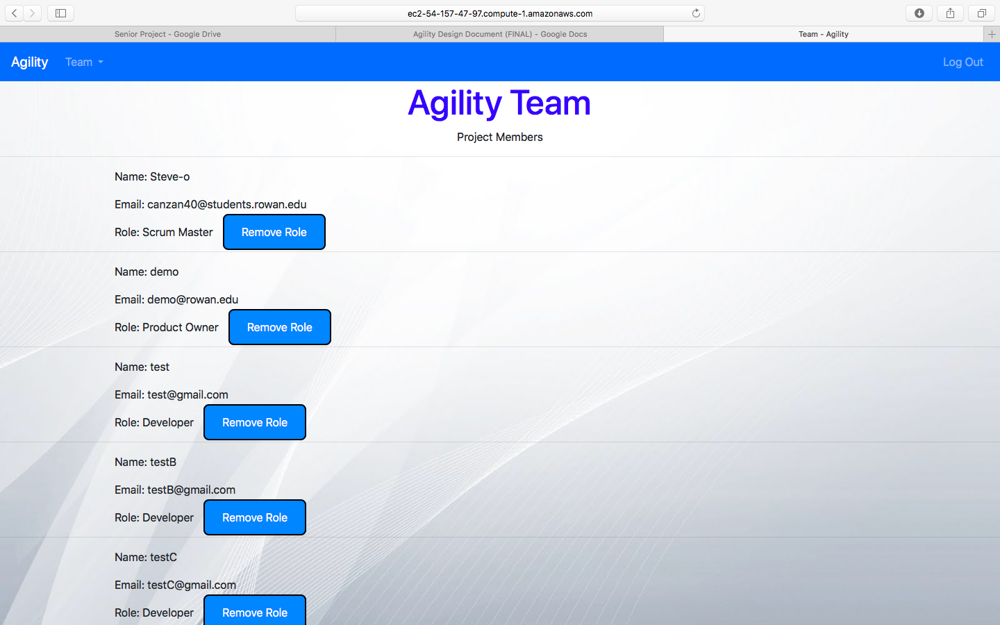 ec2-54-157-47-97.compute-1.amazonaws.com
Senior Project - Google Drive
Agility Design Document (FINAL) - Google Docs
Team - Agility
Agility Team Log Out
Agility Team
Project Members
Name: Steve-o
Email: canzan40@students.rowan.edu
Role: Scrum Master Remove Role
Name: demo
Email: demo@rowan.edu
Role: Product Owner Remove Role
Name: test
Email: test@gmail.com
Role: Developer Remove Role
Name: testB
Email: testB@gmail.com
Role: Developer Remove Role
Name: testC
Email: testC@gmail.com
Role: Developer Remove Role